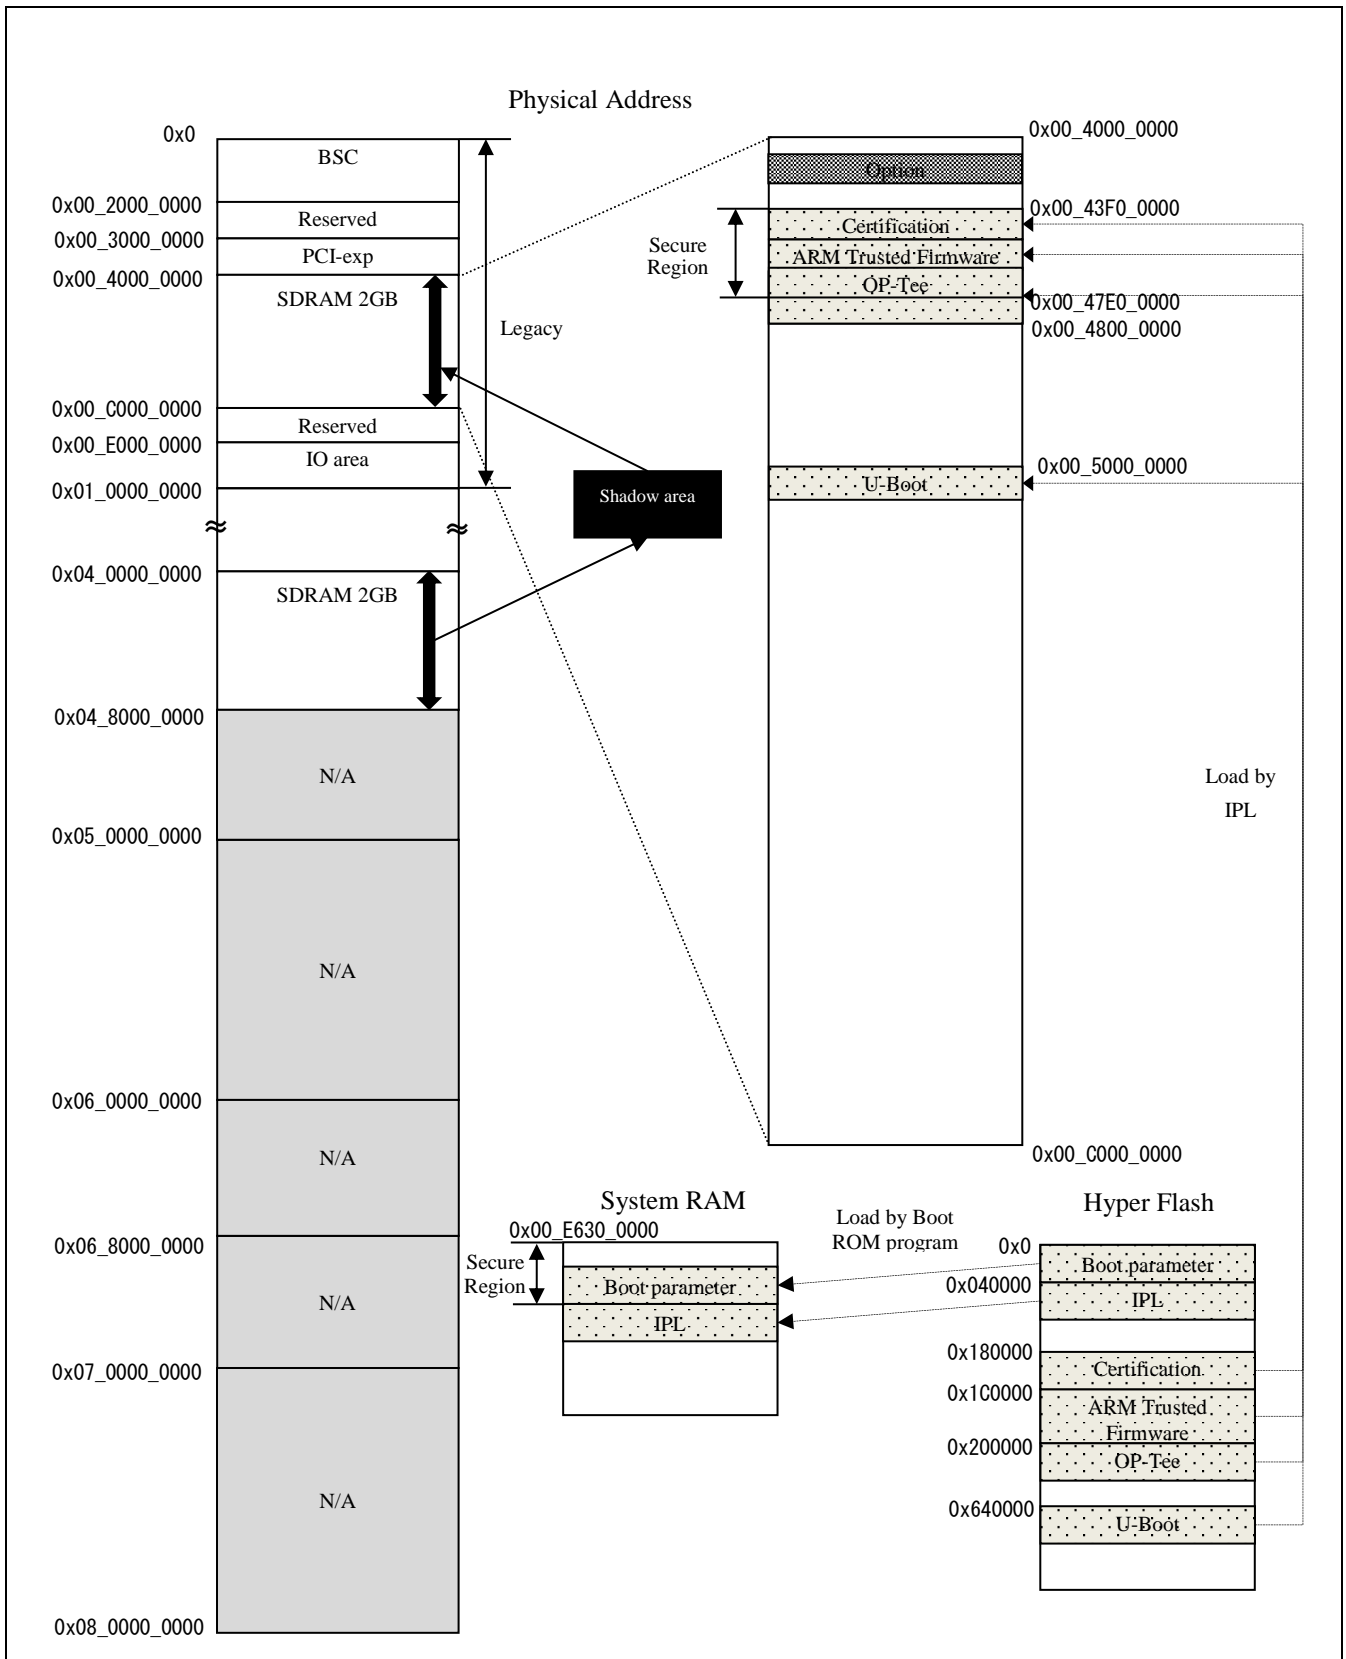 Physical Address
0x0
BSC
0x00_2000_0000
Reserved
0x00_3000_0000
PCI-exp
0x00_4000_0000
SDRAM 2GB
Legacy
0x00_C000_0000
Reserved
0x00_E000_0000
IO area
0x01_0000_0000
≈
≈
0x04_0000_0000
SDRAM 2GB
Shadow area
0x04_8000_0000
N/A
0x05_0000_0000
N/A
0x06_0000_0000
N/A
0x06_8000_0000
N/A
0x07_0000_0000
N/A
0x08_0000_0000
0x00_4000_0000
Option
0x00_43F0_0000
Secure
Region
Certification
ARM Trusted Firmware
OP-Tee
0x00_47E0_0000
0x00_4800_0000
0x00_5000_0000
U-Boot
Load by
IPL
0x00_C000_0000
System RAM
0x00_E630_0000
Secure
Region
Boot parameter
IPL
Load by Boot
ROM program
Hyper Flash
0x0
Boot parameter
0x040000
IPL
0x180000
Certification
0x1C0000
ARM Trusted
Firmware
0x200000
OP-Tee
0x640000
U-Boot